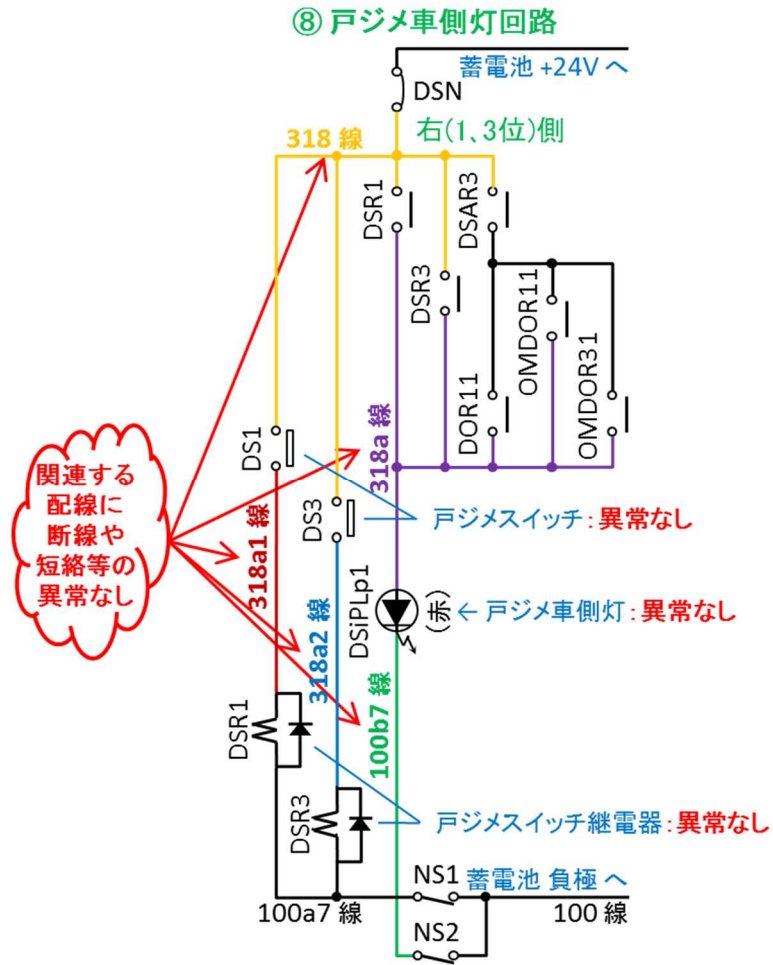 ⑧ 戸ジメ車側灯回路
蓄電池 +24V へ
DSN
右(1、3位)側
318 線
DSR1
DSAR3
DSR3
OMDOR11
DOR11
OMDOR31
318a 線
DS1
DS3
関連する
配線に
断線や
短絡等の
異常なし
戸ジメスイッチ：異常なし
318a1 線
318a2 線
DSiPLp1
(赤)
← 戸ジメ車側灯：異常なし
100b7 線
DSR1
DSR3
戸ジメスイッチ継電器：異常なし
NS1
蓄電池 負極 へ
100a7 線
100 線
NS2